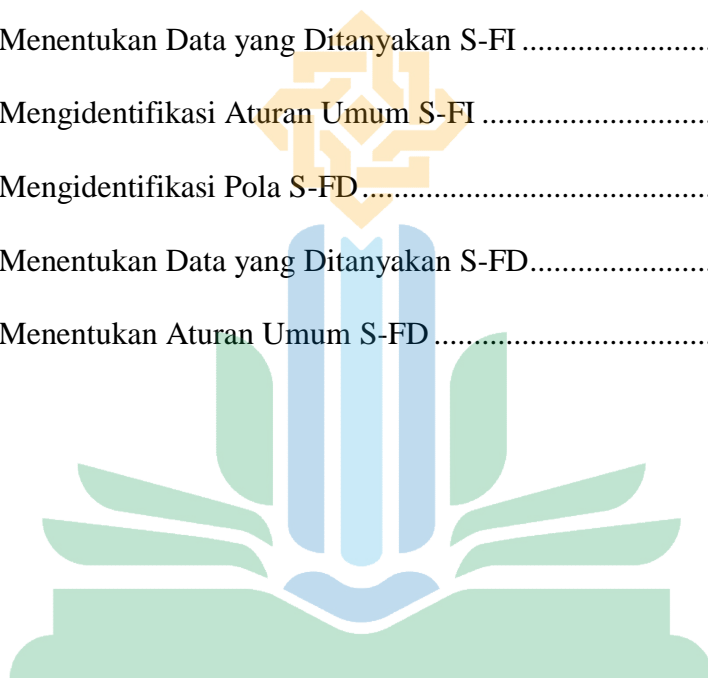 Menentukan Data yang Ditanyakan S-FI ........................
Mengidentifikasi Aturan Umum S-FI .............................
Mengidentifikasi Pola S-FD............................................
Menentukan Data yang Ditanyakan S-FD.......................
Menentukan Aturan Umum S-FD ...................................